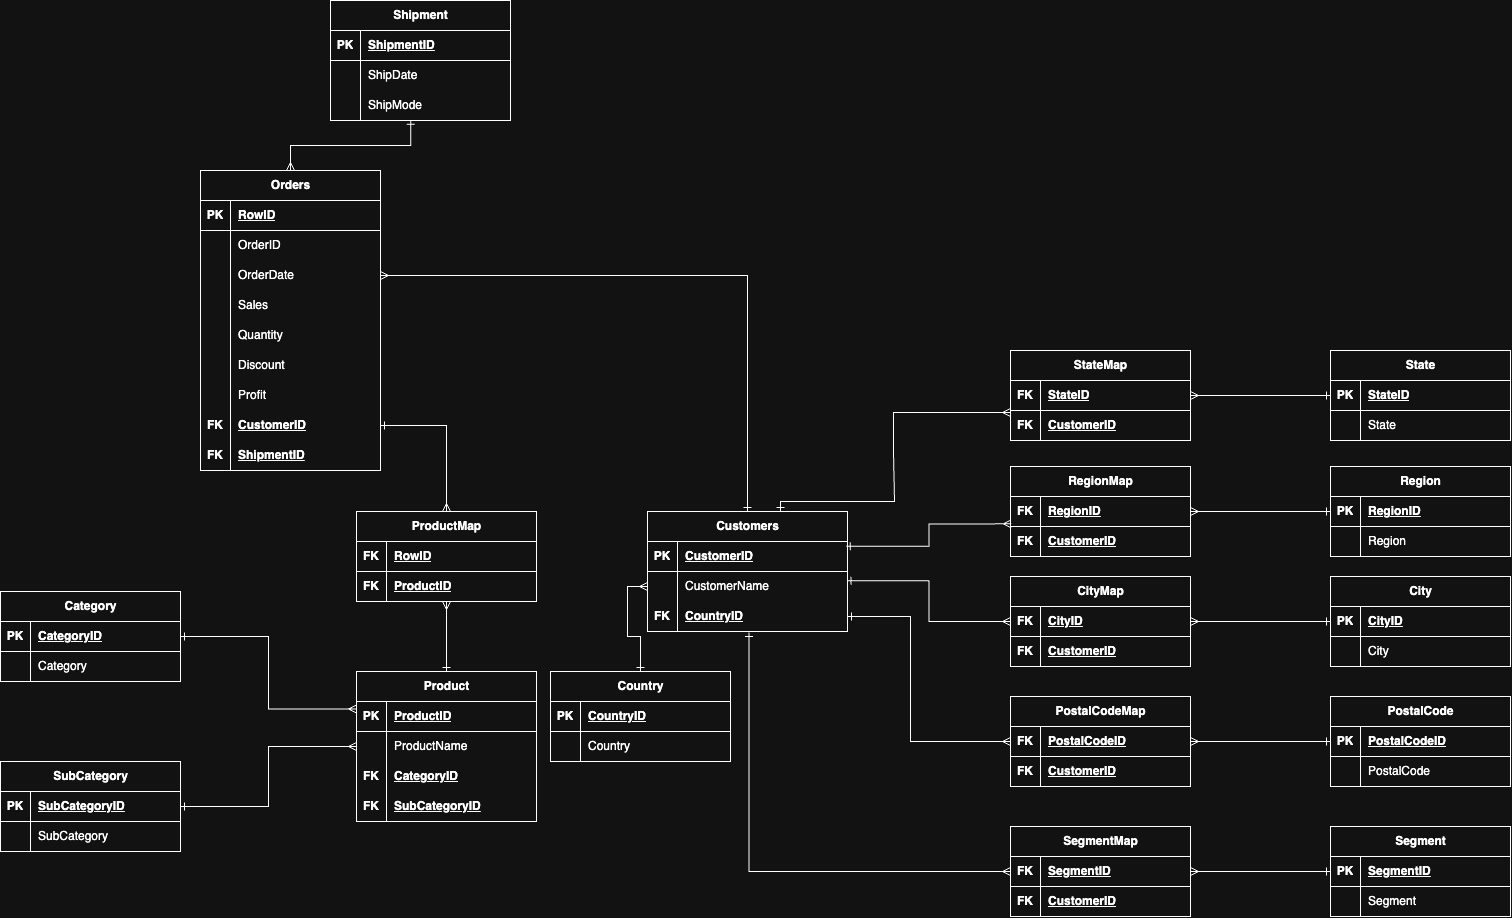 Shipment
PK ShipmentID
ShipDate
ShipMode
Orders
PK RowID
OrderID
OrderDate
Sales
Quantity
Discount
Profit
FK CustomerID
FK ShipmentID
ProductMap
FK RowID
FK ProductID
Category
PK CategoryID
Category
SubCategory
PK SubCategoryID
SubCategory
Product
PK ProductID
ProductName
FK CategoryID
FK SubCategoryID
Country
PK CountryID
Country
Customers
PK CustomerID
CustomerName
FK CountryID
StateMap
FK StateID
FK CustomerID
State
PK StateID
State
RegionMap
FK RegionID
FK CustomerID
Region
PK RegionID
Region
CityMap
FK CityID
FK CustomerID
City
PK CityID
City
PostalCodeMap
FK PostalCodeID
FK CustomerID
PostalCode
PK PostalCodeID
PostalCode
SegmentMap
FK SegmentID
FK CustomerID
Segment
PK SegmentID
Segment